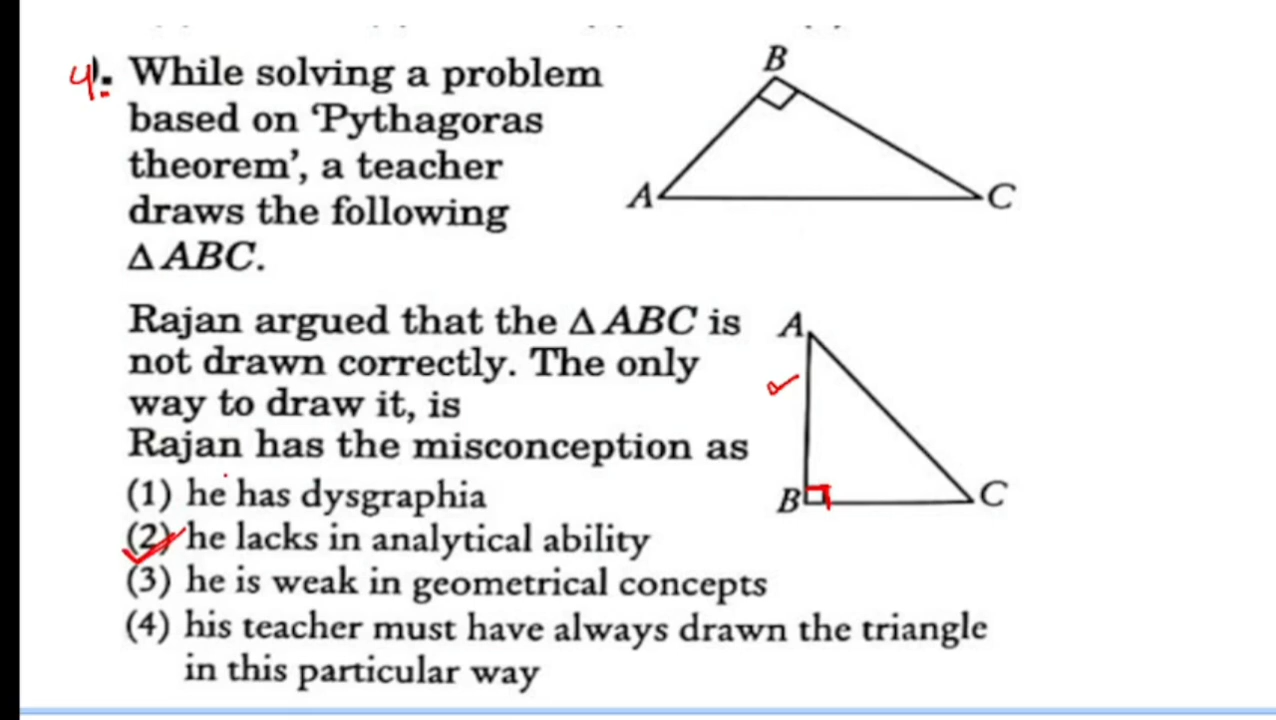 4. While solving a problem
based on ‘Pythagoras
theorem’, a teacher
draws the following
Δ ABC.
B
A
C
Rajan argued that the Δ ABC is
not drawn correctly. The only
way to draw it, is
Rajan has the misconception as
A
B
C
(1) he has dysgraphia
(2) he lacks in analytical ability
(3) he is weak in geometrical concepts
(4) his teacher must have always drawn the triangle
in this particular way